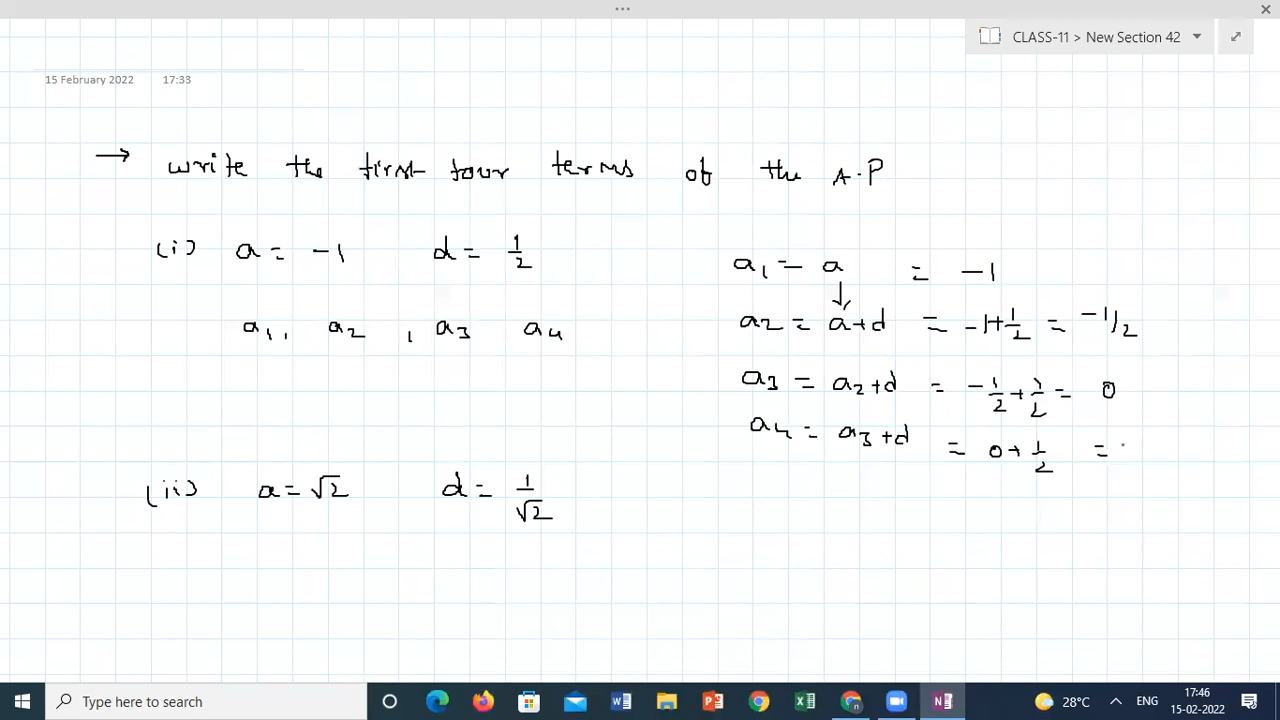 CLASS-11 > New Section 42
15 February 2022 17:33
→ write the first four terms of the A.P
(i) a = -1 d = 1/2
a1, a2 , a3 a4
a1 = a = -1
↓
a2 = a+d = -1+1/2 = -1/2
a3 = a2+d = -1/2+1/2 = 0
a4 = a3+d = 0+1/2 =
(ii) a = √2 d = 1/√2
Type here to search
28°C
ENG
17:46
15-02-2022